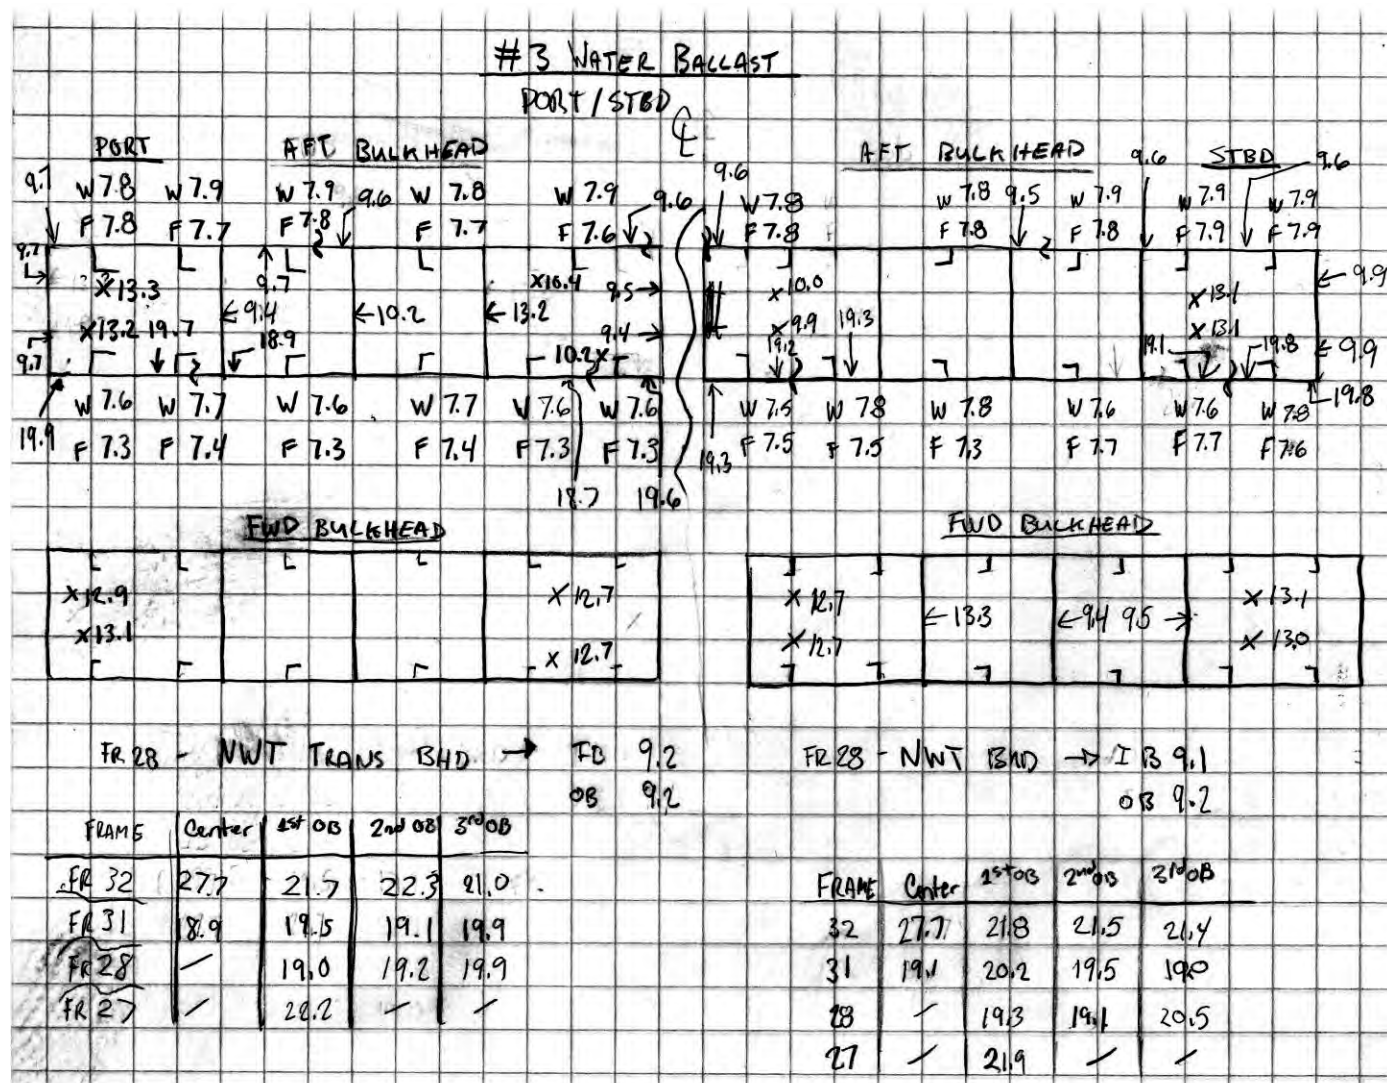 #3 WATER BALLAST
PORT/STBD
℄
PORT AFT BULKHEAD AFT BULKHEAD 9.6 STBD 9.6
9.7 W 7.8 W 7.9 W 7.9 9.6 W 7.8 W 7.9 9.6 9.6 W 7.8 W 7.8 9.5 W 7.9 W 7.9 W 7.9
F 7.8 F 7.7 F 7.8 F 7.7 F 7.6 F 7.8 F 7.8 F 7.8 F 7.9 F 7.9
9.7 X13.3 9.7 9.5 X10.0 X13.1 9.9
9.4 10.2 13.2
X13.2 19.7 18.9 9.4 X9.9 19.3 X13.1
9.7 10.2X 19.2 19.1 19.8 9.9
W 7.6 W 7.7 W 7.6 W 7.7 W 7.6 W 7.6 W 7.5 W 7.8 W 7.8 W 7.6 W 7.6 W 7.8 19.8
19.9 F 7.3 F 7.4 F 7.3 F 7.4 F 7.3 F 7.3 19.3 F 7.5 F 7.5 F 7.3 F 7.7 F 7.7 F 7.6
18.7 19.6
FWD BULKHEAD FWD BULKHEAD
X12.9 X 12.7 X 12.7 13.3 9.4 9.5 X 13.1
X13.1 X 12.7 X 12.7 X 13.0
FR 28 - NWT TRANS BHD → IB 9.2 FR 28 - NWT BHD → IB 9.1
OB 9.2 OB 9.2
FRAME Center 1st OB 2nd OB 3rd OB
FR 32 27.7 21.5 22.3 21.0
FR 31 18.9 19.1 19.9
FR 28 / 19.0 19.2 19.9
FR 27 / 22.2 / /
FRAME Center 1st OB 2nd OB 3rd OB
32 27.7 21.8 21.5 21.4
31 19.1 20.2 19.5 19.0
28 / 19.3 19.1 20.5
27 / 21.9 / /